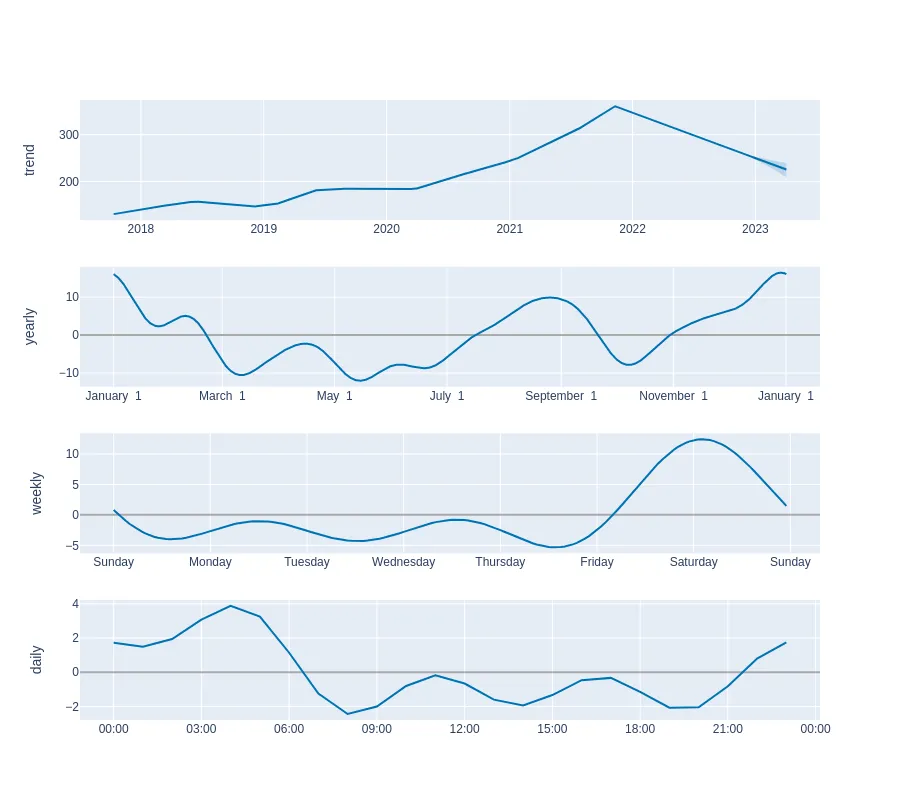 trend
300
200
2018 2019 2020 2021 2022 2023
yearly
10
0
−10
January 1 March 1 May 1 July 1 September 1 November 1 January 1
weekly
10
5
0
−5
Sunday Monday Tuesday Wednesday Thursday Friday Saturday Sunday
daily
4
2
0
−2
00:00 03:00 06:00 09:00 12:00 15:00 18:00 21:00 00:00